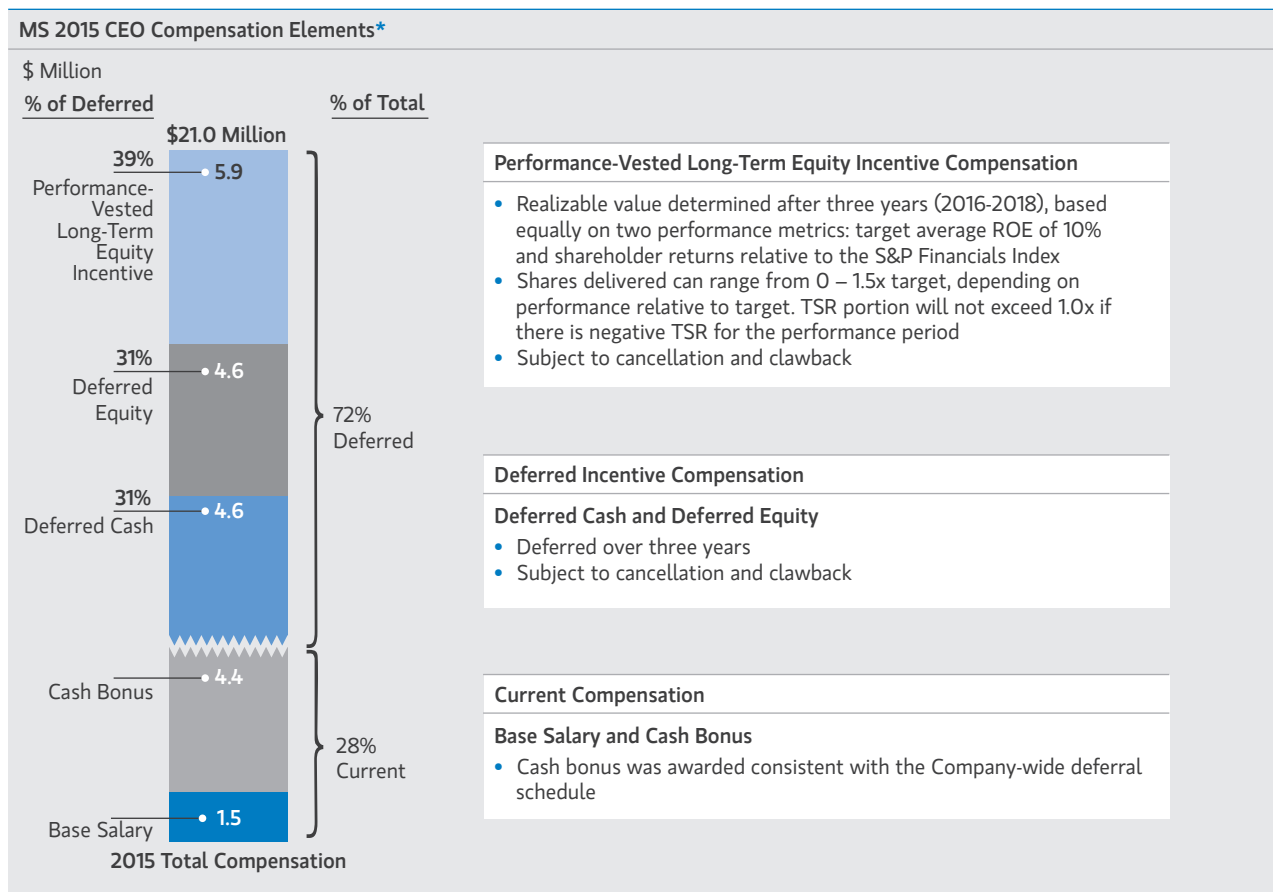 MS 2015 CEO Compensation Elements*
$ Million
% of Deferred
% of Total
$21.0 Million
39%
Performance-
Vested
Long-Term
Equity
Incentive
5.9
31%
Deferred
Equity
4.6
31%
Deferred Cash
4.6
72%
Deferred
Cash Bonus
4.4
Base Salary
1.5
28%
Current
2015 Total Compensation
Performance-Vested Long-Term Equity Incentive Compensation
• Realizable value determined after three years (2016-2018), based
equally on two performance metrics: target average ROE of 10%
and shareholder returns relative to the S&P Financials Index
• Shares delivered can range from 0 – 1.5x target, depending on
performance relative to target. TSR portion will not exceed 1.0x if
there is negative TSR for the performance period
• Subject to cancellation and clawback
Deferred Incentive Compensation
Deferred Cash and Deferred Equity
• Deferred over three years
• Subject to cancellation and clawback
Current Compensation
Base Salary and Cash Bonus
• Cash bonus was awarded consistent with the Company-wide deferral
schedule